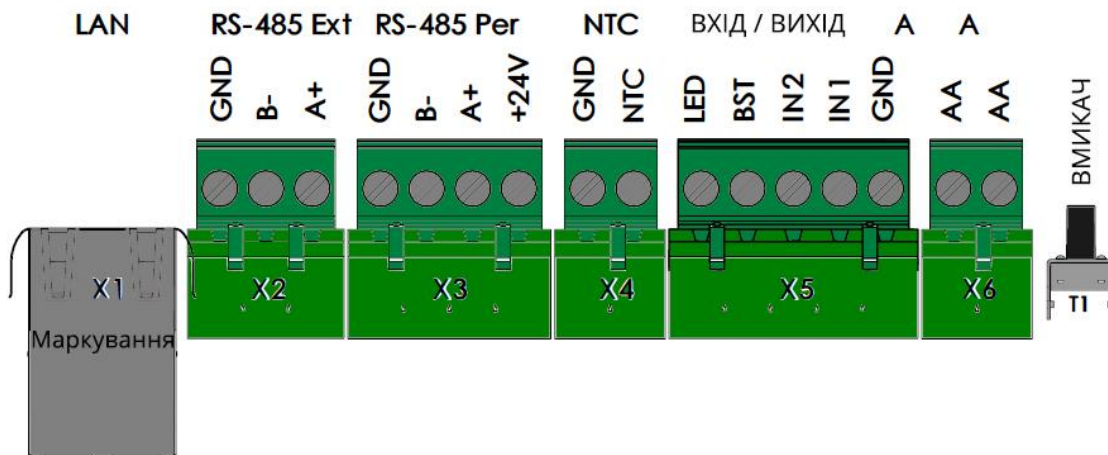 LAN RS-485 Ext RS-485 Per NTC ВХІД / ВИХІД A A
GND B- A+ GND B- A+ +24V GND NTC LED BST IN2 IN1 GND AA AA
ВМИКАЧ
X1 X2 X3 X4 X5 X6 T1
Маркування